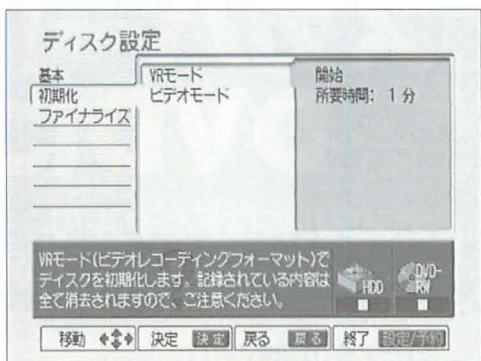 ディスク設定
基本
初期化
ファイナライズ
VRモード
ビデオモード
開始
所要時間: 1 分
VRモード(ビデオレコーディングフォーマット)で
ディスクを初期化します。記録されている内容は
全て消去されますので、ご注意ください。
HDD
DVD-
RW
移動 決定 決定 戻る 戻る 終了 設定/予約